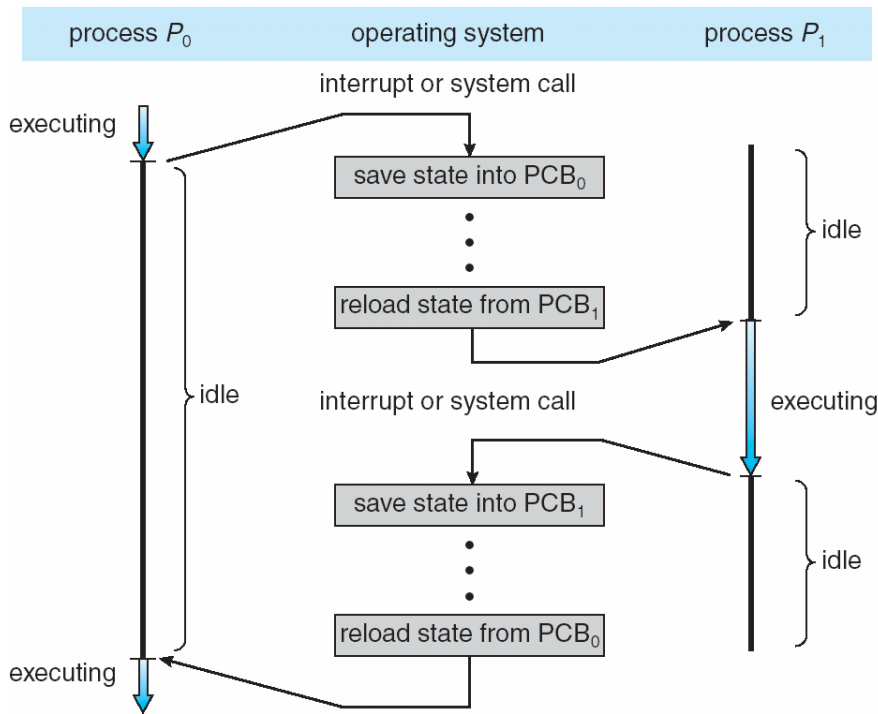 process P₀ operating system process P₁
interrupt or system call
executing
save state into PCB₀
idle
reload state from PCB₁
idle
interrupt or system call
executing
save state into PCB₁
idle
reload state from PCB₀
executing